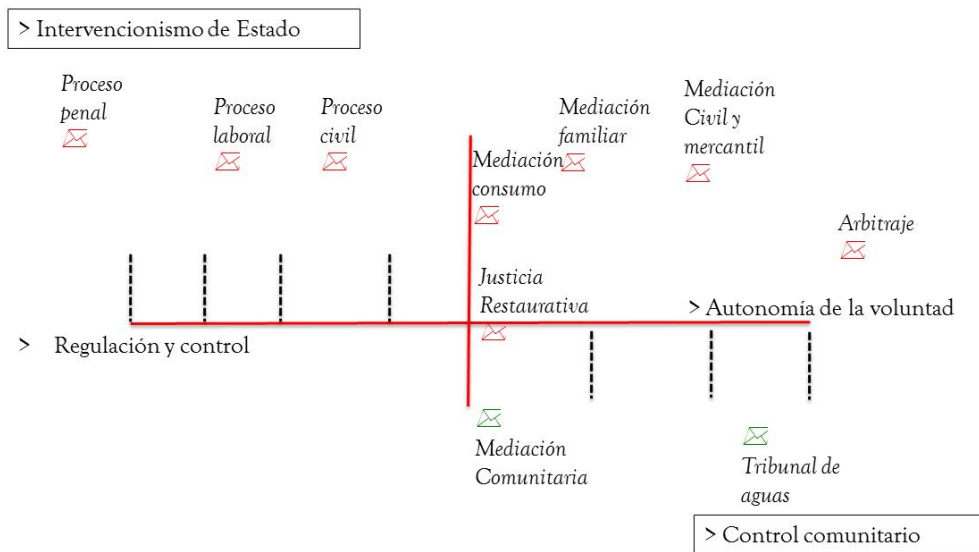 > Intervencionismo de Estado
Proceso
penal
Proceso
laboral
Proceso
civil
Mediación
familiar
Mediación
Civil y
mercantil
Mediación
consumo
Arbitraje
Justicia
Restaurativa
> Autonomía de la voluntad
> Regulación y control
Mediación
Comunitaria
Tribunal de
aguas
> Control comunitario